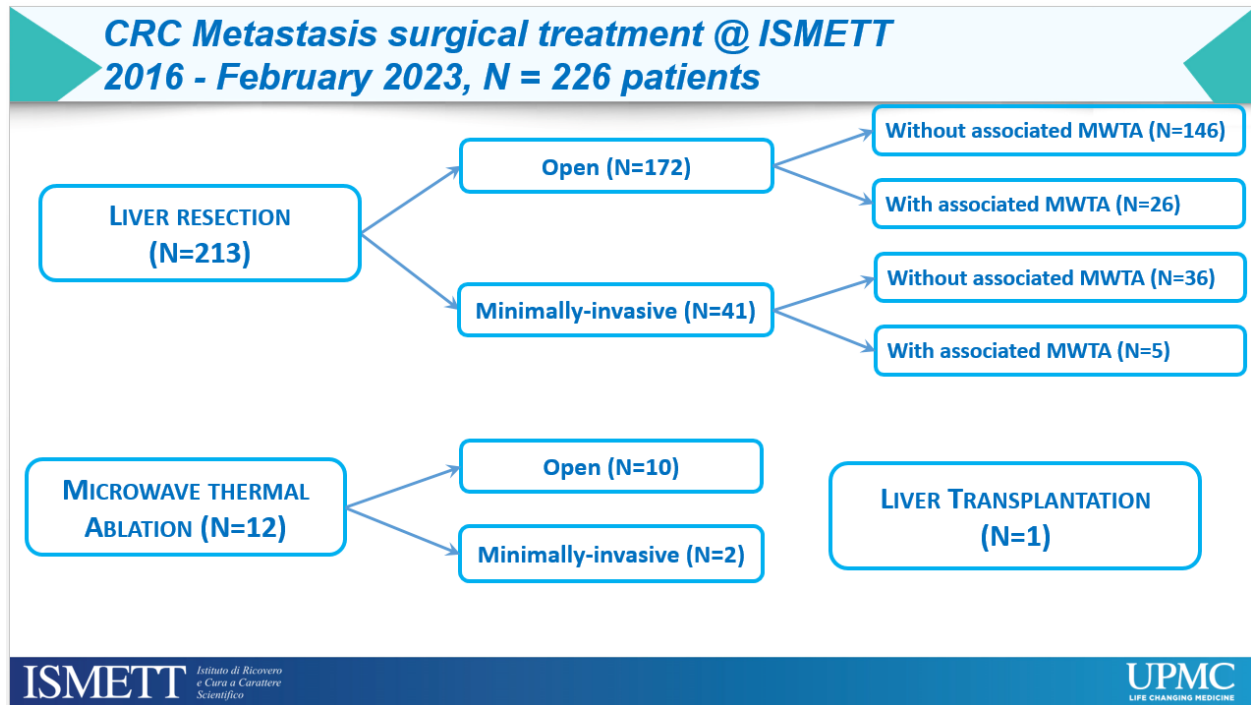 CRC Metastasis surgical treatment @ ISMETT
2016 - February 2023, N = 226 patients
LIVER RESECTION
(N=213)
Open (N=172)
Without associated MWTA (N=146)
With associated MWTA (N=26)
Minimally-invasive (N=41)
Without associated MWTA (N=36)
With associated MWTA (N=5)
MICROWAVE THERMAL
ABLATION (N=12)
Open (N=10)
Minimally-invasive (N=2)
LIVER TRANSPLANTATION
(N=1)
ISMETT
Istituto di Ricovero
e Cura a Carattere
Scientifico
UPMC
LIFE CHANGING MEDICINE